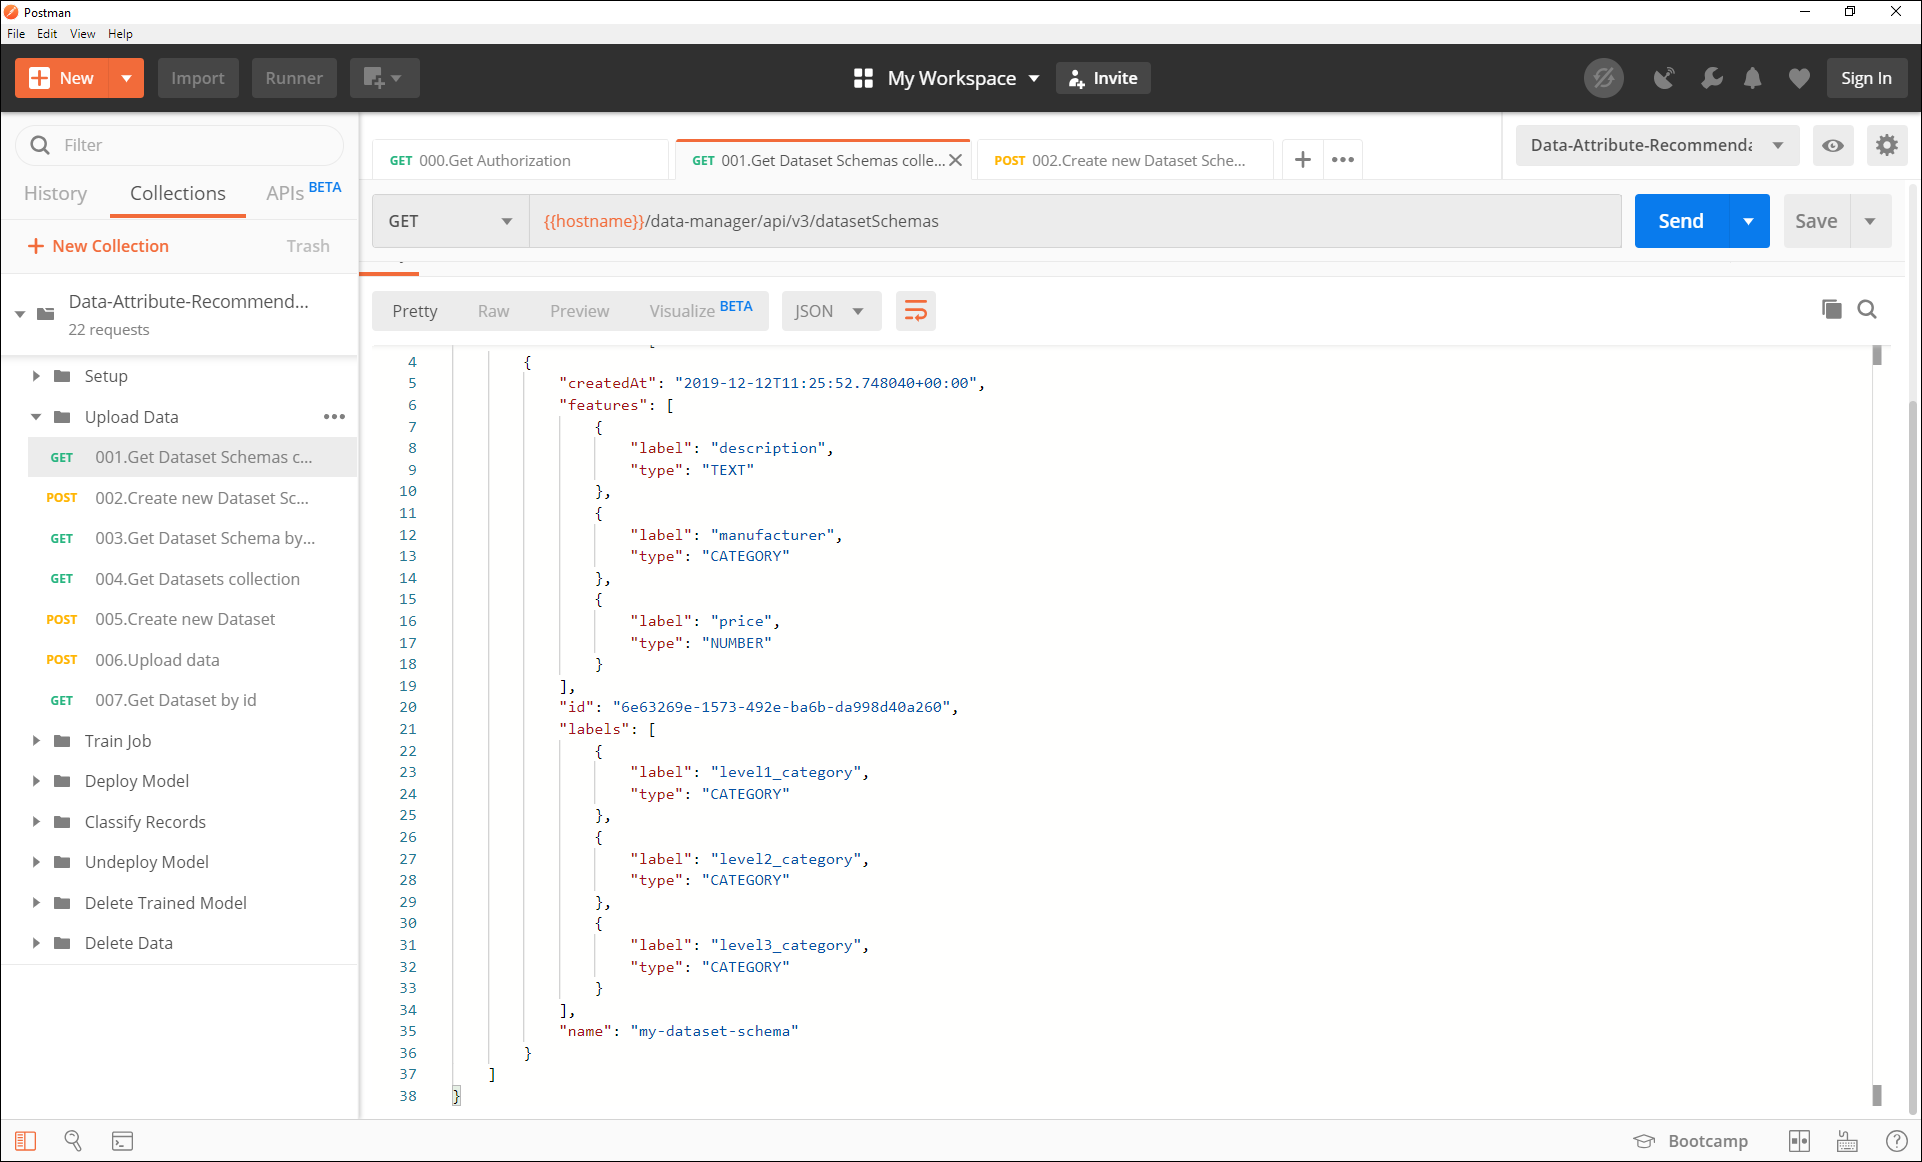 Postman
File Edit View Help
New Import Runner My Workspace Invite Sign In
Filter
History Collections APIs BETA
New Collection Trash
Data-Attribute-Recommend...
22 requests
Setup
Upload Data
GET 001.Get Dataset Schemas c...
POST 002.Create new Dataset Sc...
GET 003.Get Dataset Schema by...
GET 004.Get Datasets collection
POST 005.Create new Dataset
POST 006.Upload data
GET 007.Get Dataset by id
Train Job
Deploy Model
Classify Records
Undeploy Model
Delete Trained Model
Delete Data
GET 000.Get Authorization GET 001.Get Dataset Schemas colle... POST 002.Create new Dataset Sche... Data-Attribute-Recommenda
GET {{hostname}}/data-manager/api/v3/datasetSchemas Send Save
Pretty Raw Preview Visualize BETA JSON
4 {
5 "createdAt": "2019-12-12T11:25:52.748040+00:00",
6 "features": [
7 {
8 "label": "description",
9 "type": "TEXT"
10 },
11 {
12 "label": "manufacturer",
13 "type": "CATEGORY"
14 },
15 {
16 "label": "price",
17 "type": "NUMBER"
18 }
19 ],
20 "id": "6e63269e-1573-492e-ba6b-da998d40a260",
21 "labels": [
22 {
23 "label": "level1_category",
24 "type": "CATEGORY"
25 },
26 {
27 "label": "level2_category",
28 "type": "CATEGORY"
29 },
30 {
31 "label": "level3_category",
32 "type": "CATEGORY"
33 }
34 ],
35 "name": "my-dataset-schema"
36 }
37 ]
38 }
Bootcamp